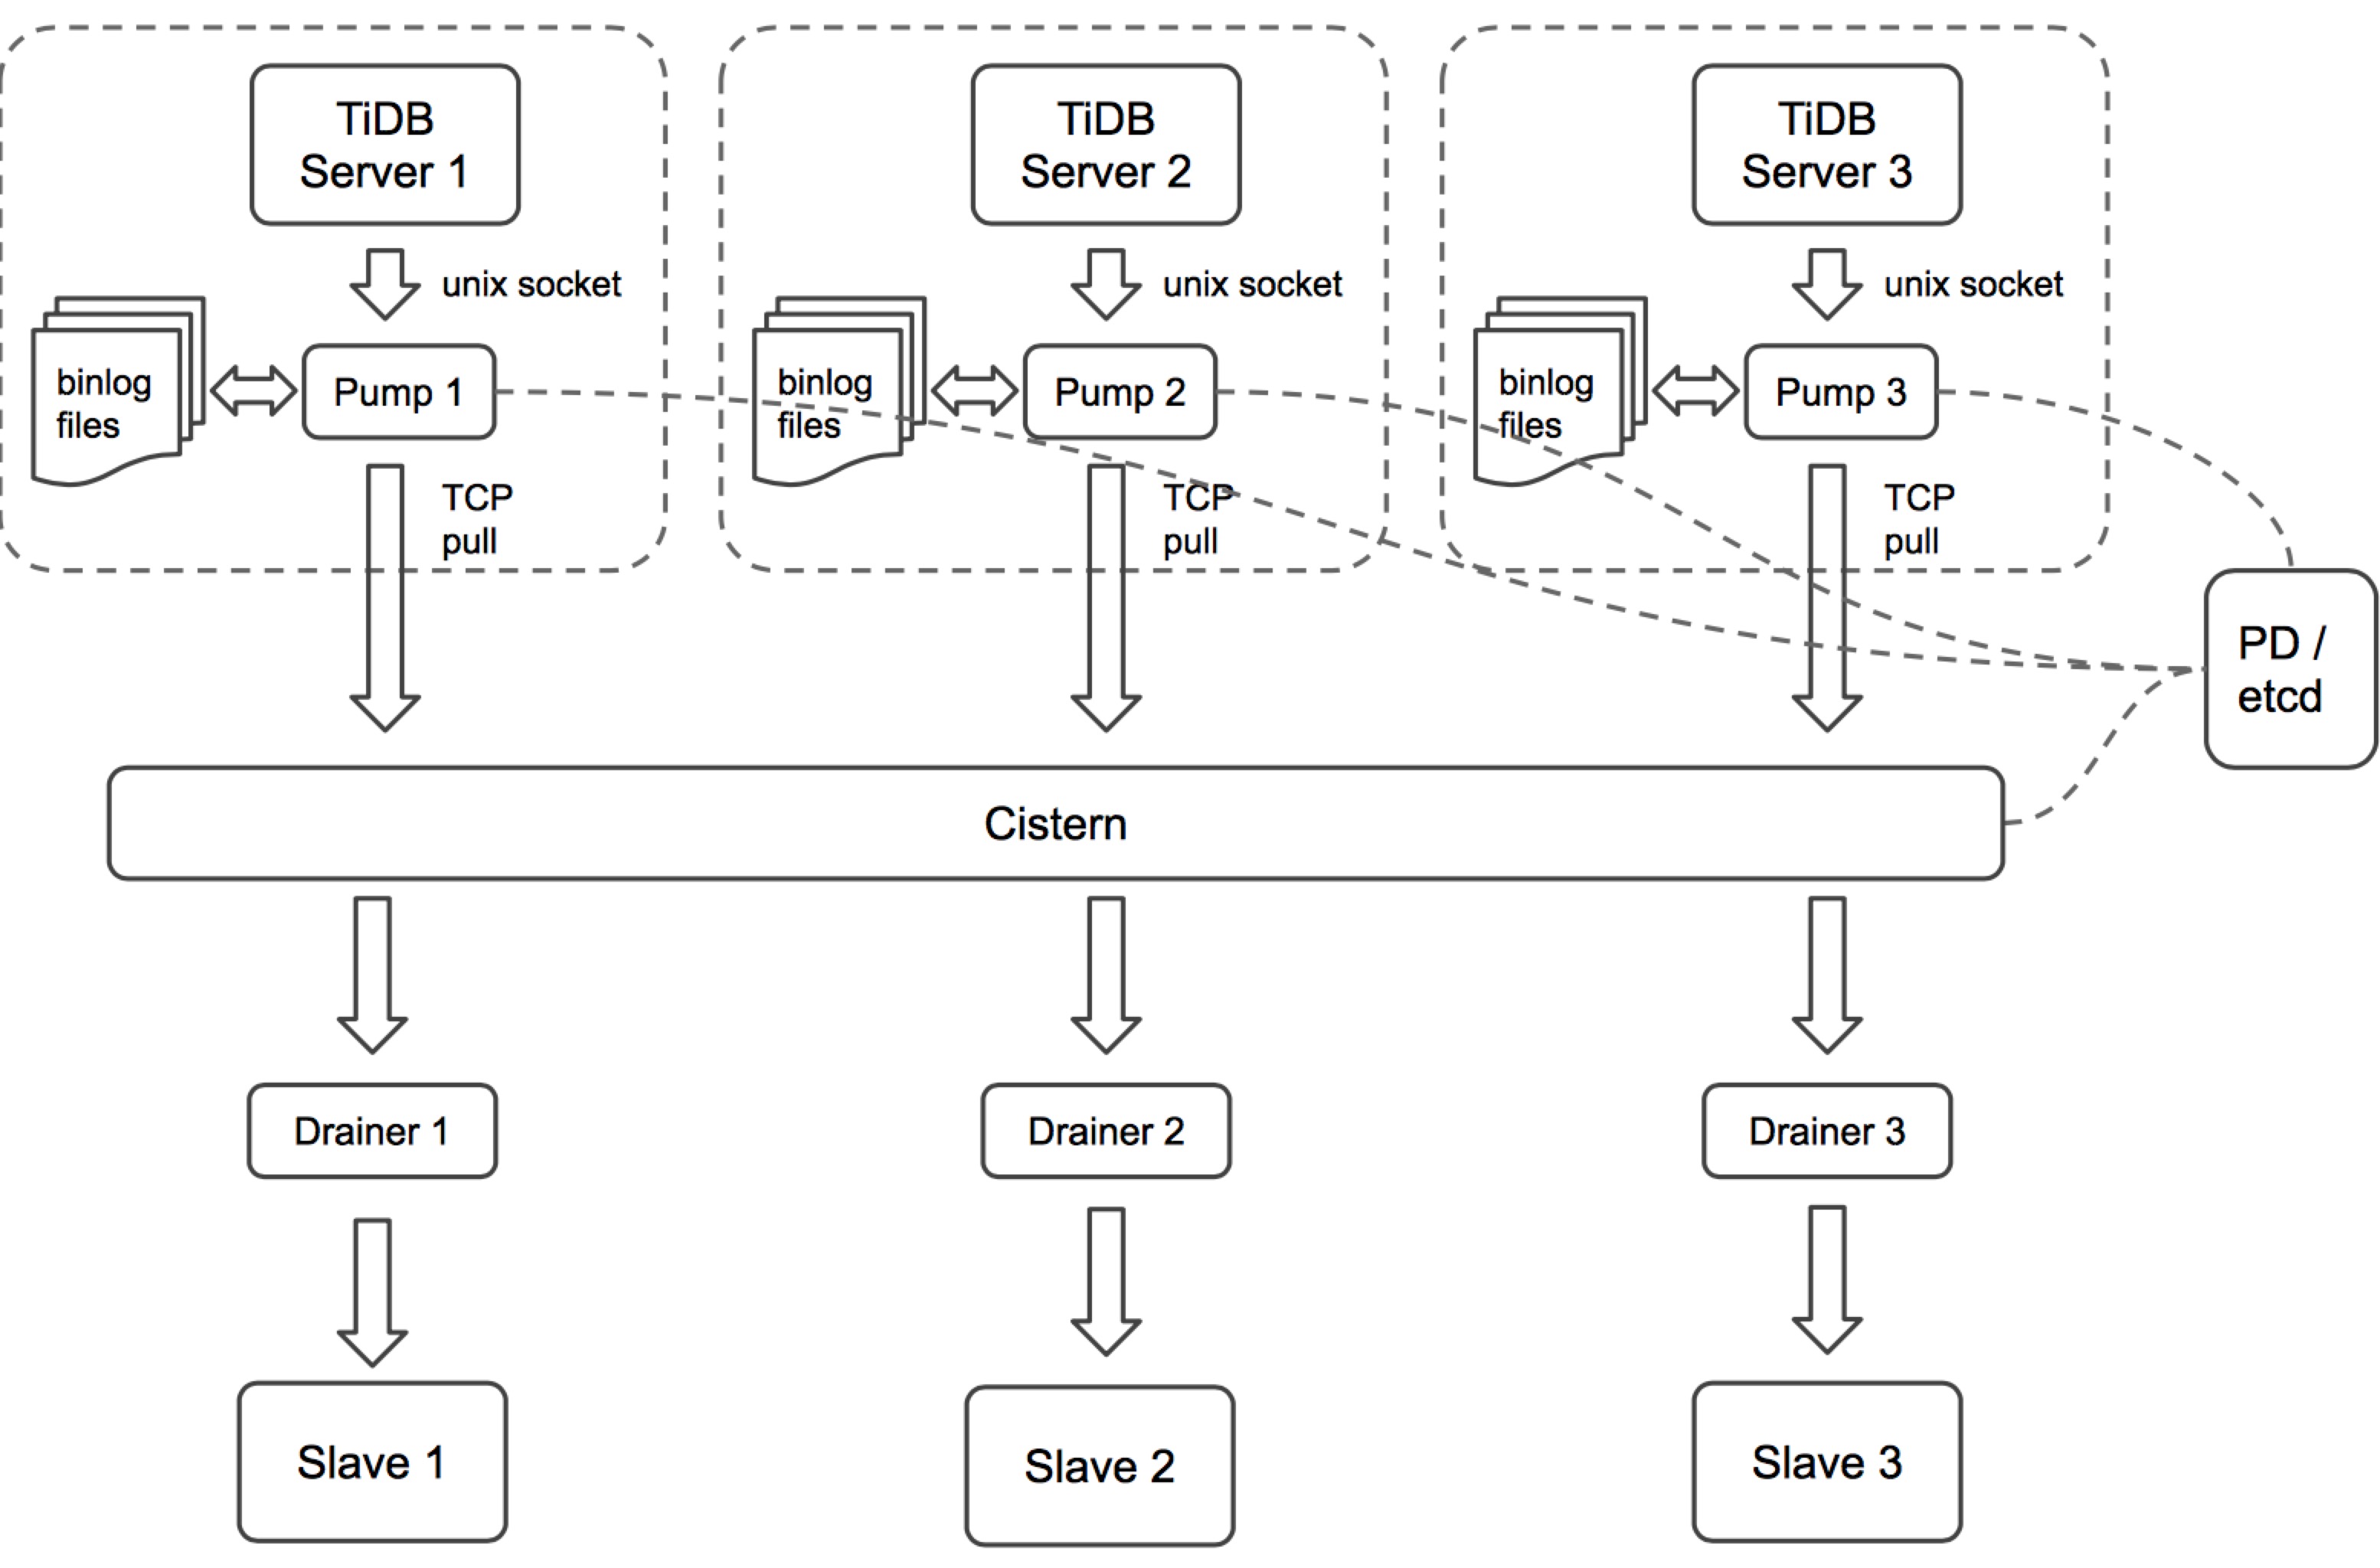 TiDB
Server 1
TiDB
Server 2
TiDB
Server 3
unix socket
unix socket
unix socket
binlog
files
Pump 1
binlog
files
Pump 2
binlog
files
Pump 3
TCP
pull
TCP
pull
TCP
pull
PD /
etcd
Cistern
Drainer 1
Drainer 2
Drainer 3
Slave 1
Slave 2
Slave 3